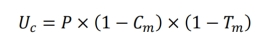 U_c = P × (1 − C_m) × (1 − T_m)